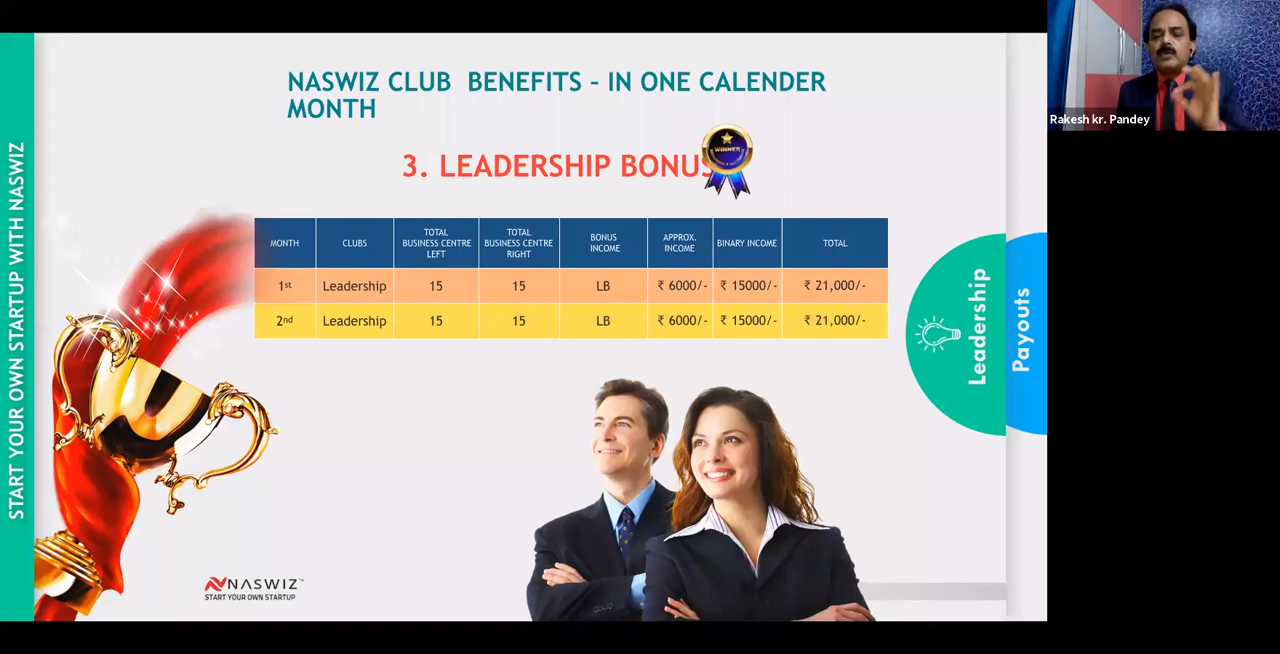 START YOUR OWN STARTUP WITH NASWIZ
NASWIZ CLUB BENEFITS – IN ONE CALENDER
MONTH
3. LEADERSHIP BONUS
WINNER
MONTH CLUBS TOTAL BUSINESS CENTRE LEFT TOTAL BUSINESS CENTRE RIGHT BONUS INCOME APPROX. INCOME BINARY INCOME TOTAL
1st Leadership 15 15 LB ₹ 6000/- ₹ 15000/- ₹ 21,000/-
2nd Leadership 15 15 LB ₹ 6000/- ₹ 15000/- ₹ 21,000/-
Leadership
Payouts
NASWIZ™
START YOUR OWN STARTUP
Rakesh kr. Pandey